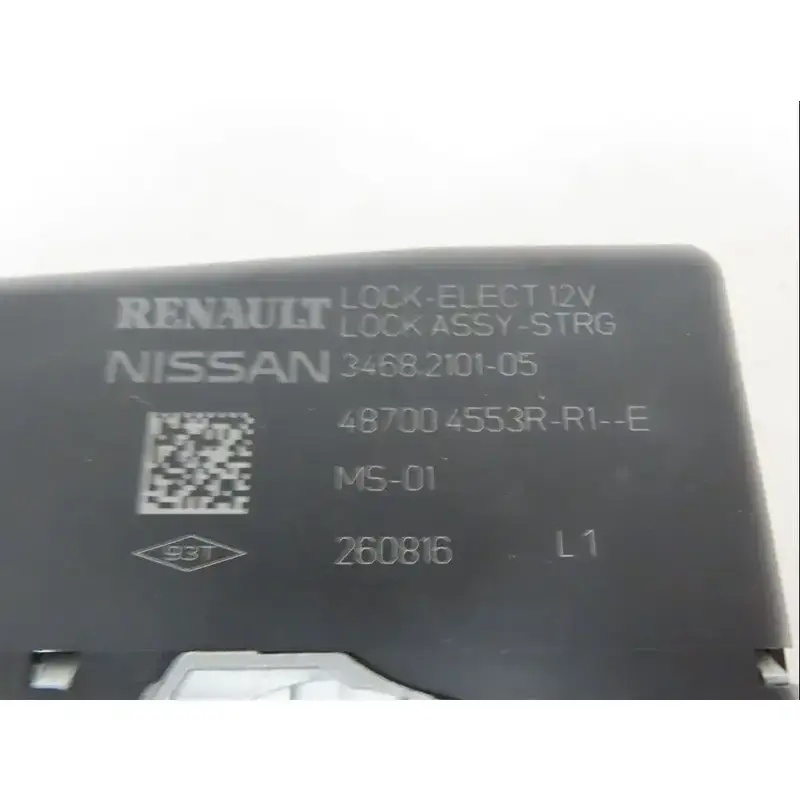 RENAULT LOCK-ELECT 12V
LOCK ASSY-STRG
NISSAN 3468.2101-05
48700 4553R-R1--E
MS-01
93T 260816 L1